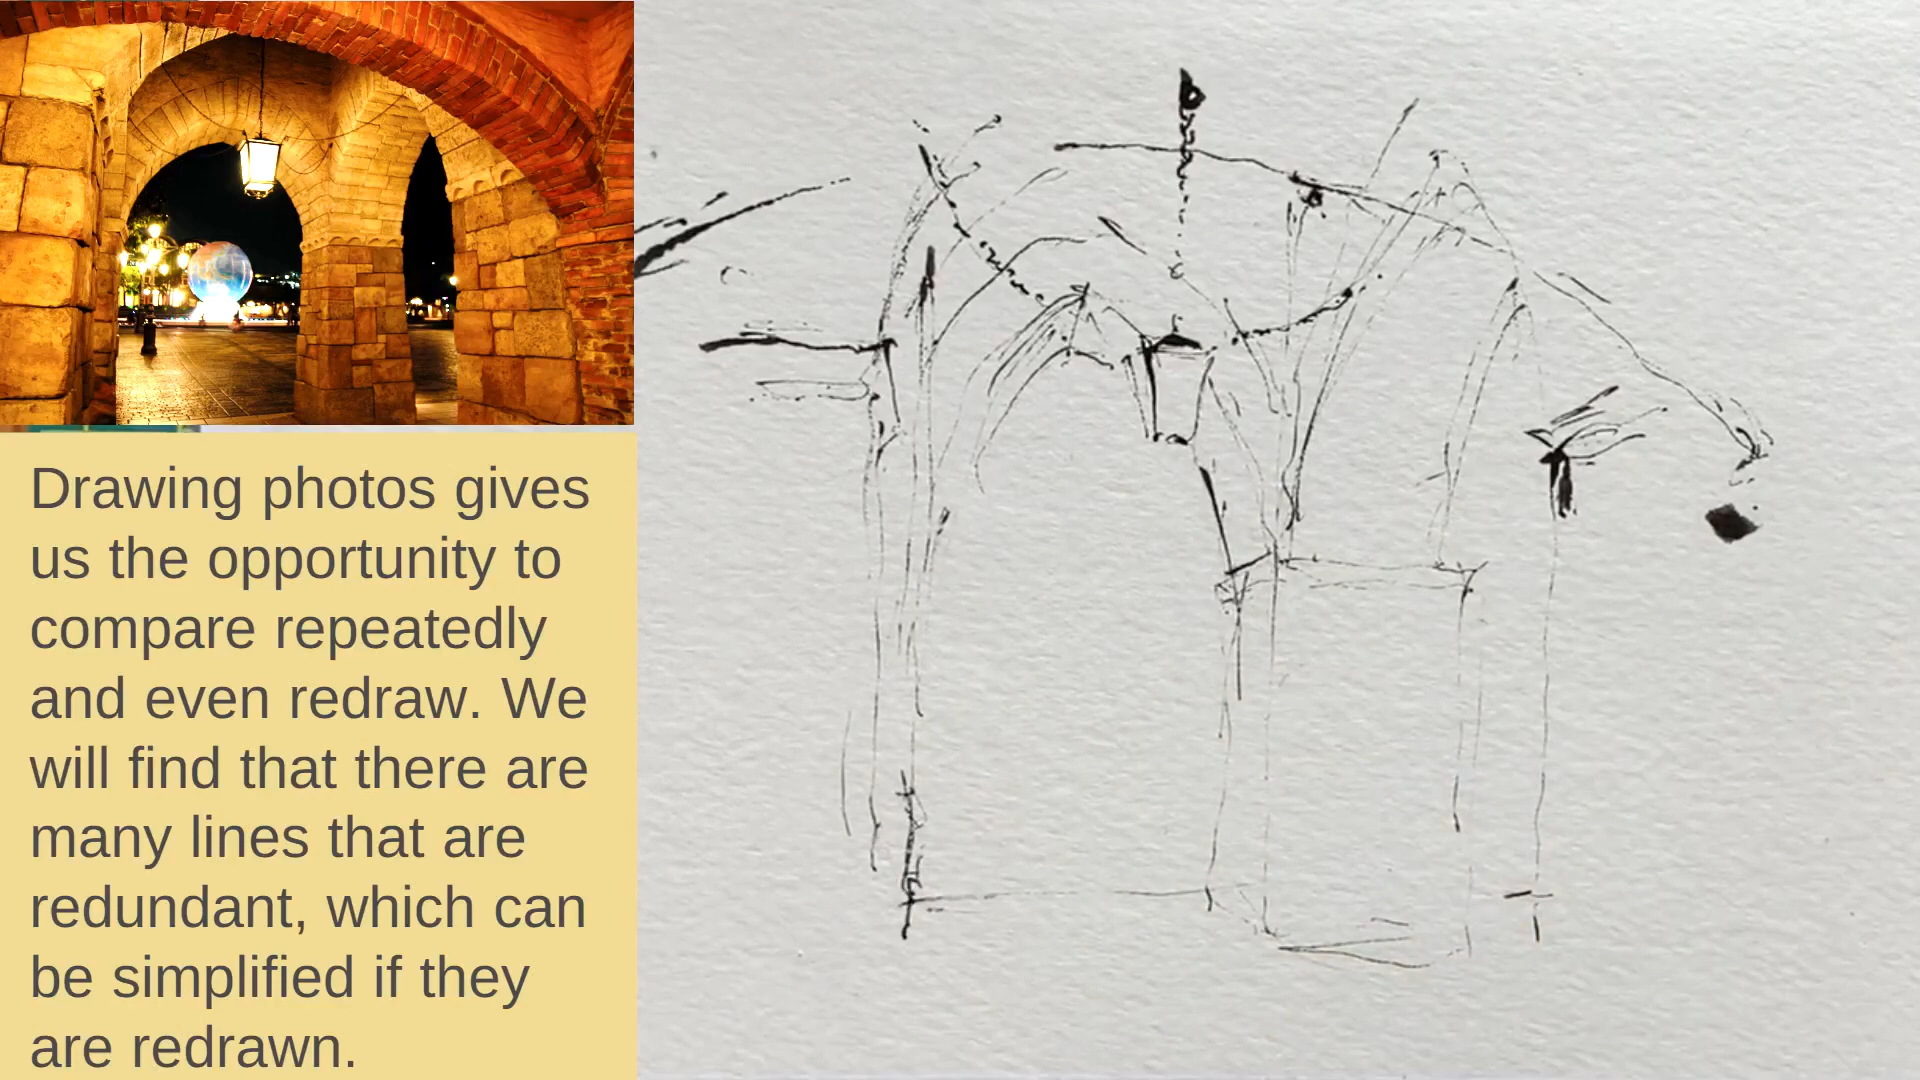 Drawing photos gives
us the opportunity to
compare repeatedly
and even redraw. We
will find that there are
many lines that are
redundant, which can
be simplified if they
are redrawn.